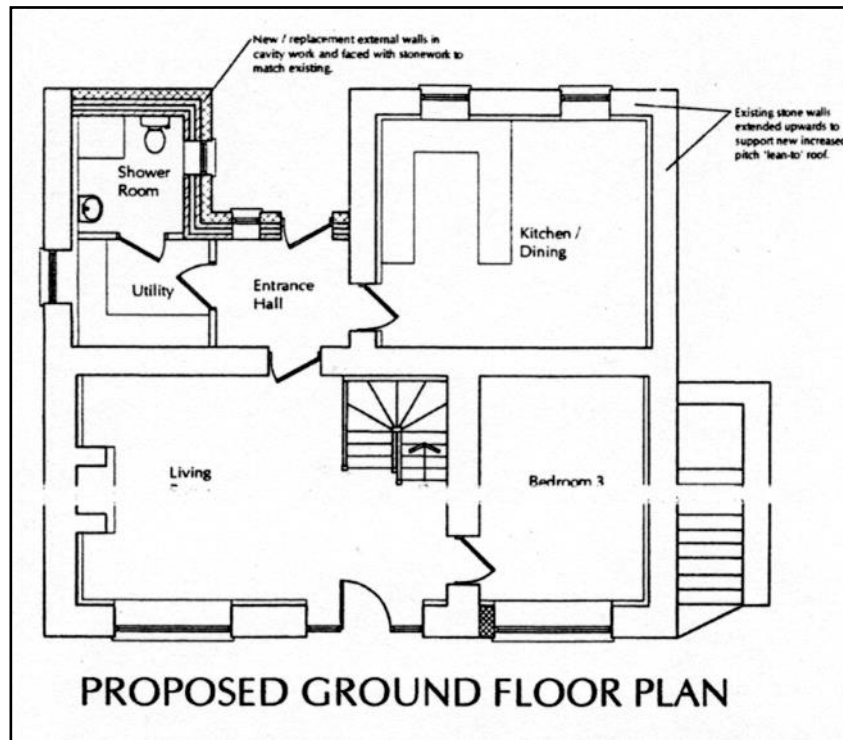 New / replacement external walls in
cavity work and faced with stonework to
match existing.
Existing stone walls
extended upwards to
support new increased
pitch 'lean-to' roof.
Shower
Room
Kitchen /
Dining
Utility
Entrance
Hall
Living
Bedroom 3
PROPOSED GROUND FLOOR PLAN